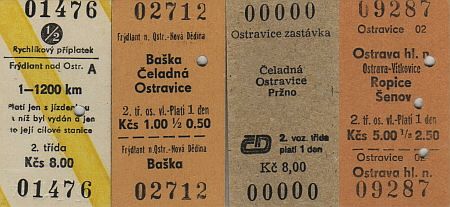 01476
½
Rychlíkový příplatek
Frýdlant nad Ostr. A
1—1200 km
Platí jen s jízdenkou
a níž byl vydán a jen
to její cílové stanice
2. třída
Kčs 8.00
01476
02712
Frýdlant n. Ostr.-Nová Dědina
Baška
Čeladná
Ostravice
2. tř. os. vl.-Platí 1 den
Kčs 1.00 ½ 0.50
Frýdlant n.Ostr.-Nová Dědina
Baška
02712
00000
Ostravice zastávka
Čeladná
Ostravice
Pržno
ČD 2. voz. třída
platí 1 den
Kč 8,00
00000
09287
Ostravice 02
Ostrava hl. n.
Ostrava-Vítkovice
Ropice
Šenov
2. tř. os. vl.-Platí 1 den
Kčs 5.00 ½ 2.50
Ostravice 02
Ostrava hl. n.
09287